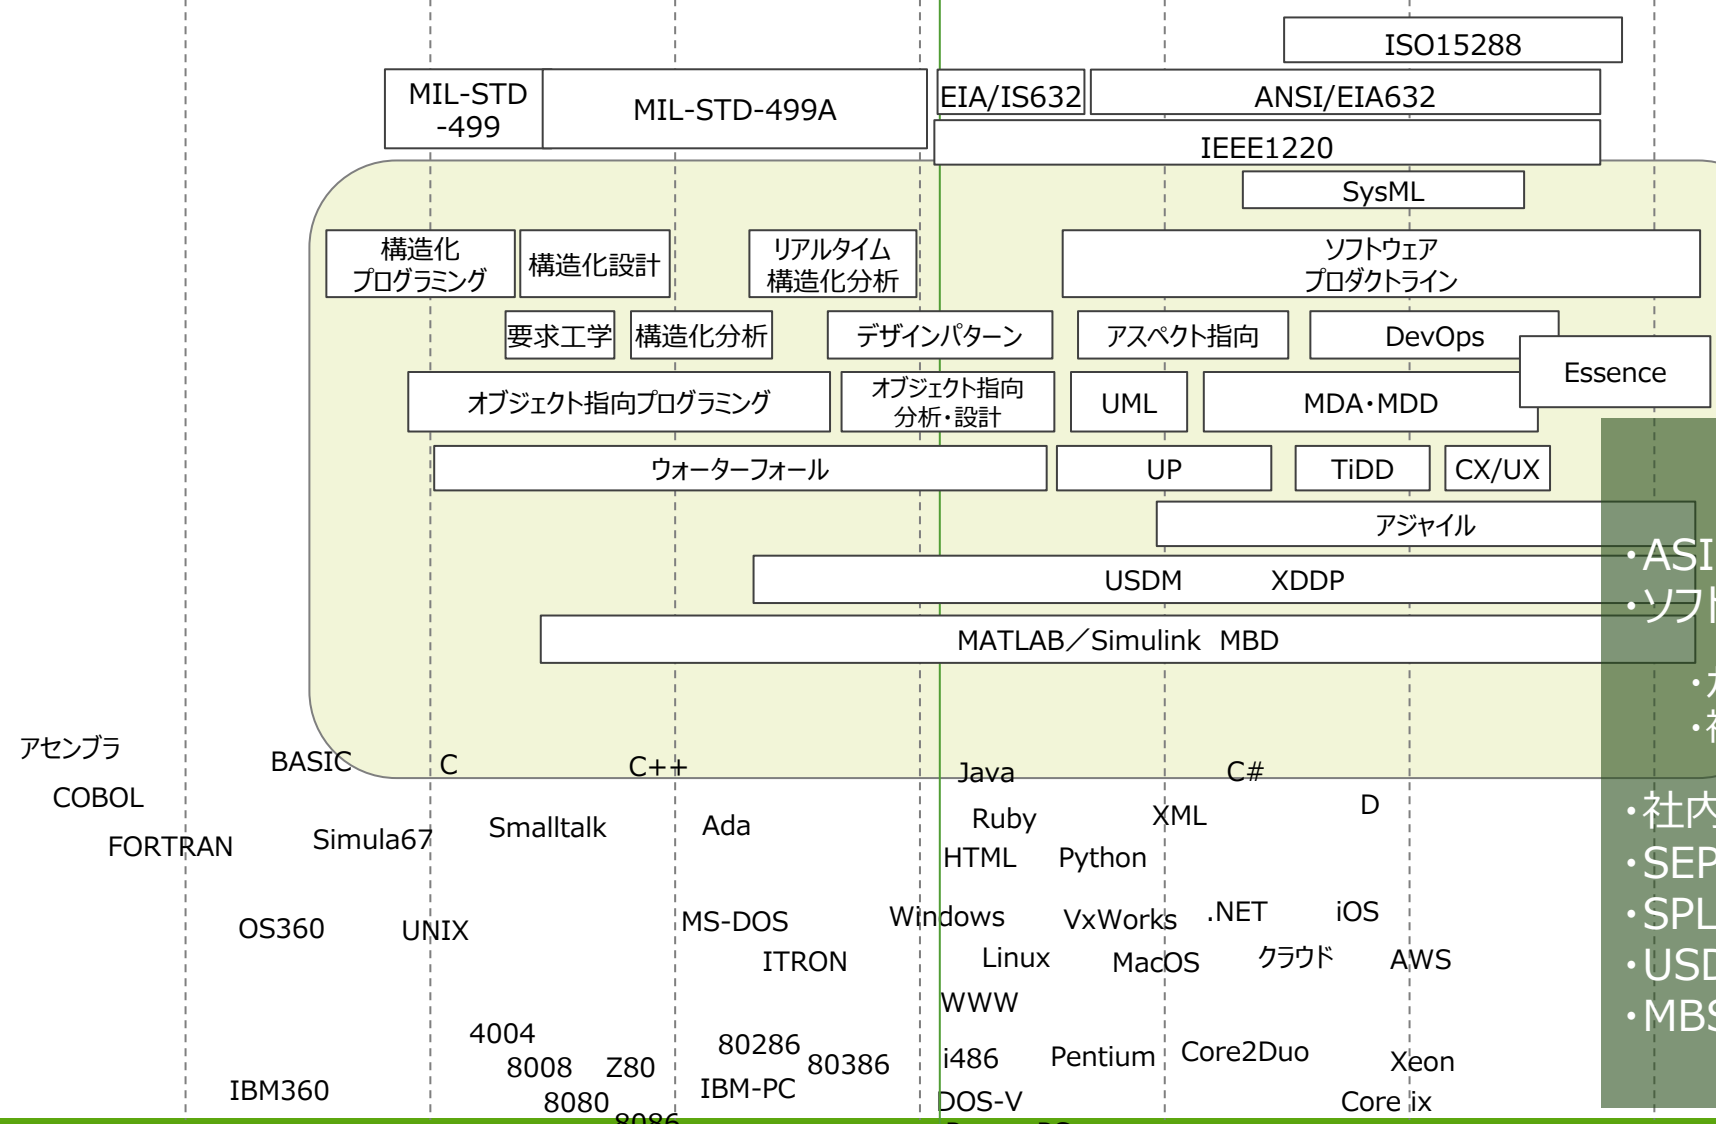 ISO15288
MIL-STD
-499
MIL-STD-499A
EIA/IS632
ANSI/EIA632
IEEE1220
SysML
構造化
プログラミング
構造化設計
リアルタイム
構造化分析
ソフトウェア
プロダクトライン
要求工学
構造化分析
デザインパターン
アスペクト指向
DevOps
Essence
オブジェクト指向プログラミング
オブジェクト指向
分析・設計
UML
MDA・MDD
ウォーターフォール
UP
TiDD
CX/UX
アジャイル
USDM XDDP
MATLAB／Simulink MBD
・ASI
・ソフト
・社内
・SEP
・SPL
・USD
・MBS
アセンブラ
BASIC
C
C++
Java
C#
COBOL
D
FORTRAN
Simula67
Smalltalk
Ada
Ruby
XML
HTML
Python
OS360
UNIX
MS-DOS
Windows
VxWorks
.NET
iOS
ITRON
Linux
MacOS
クラウド
AWS
WWW
4004
8008
Z80
80286
80386
i486
Pentium
Core2Duo
Xeon
IBM360
8080
IBM-PC
DOS-V
Core ix
8086